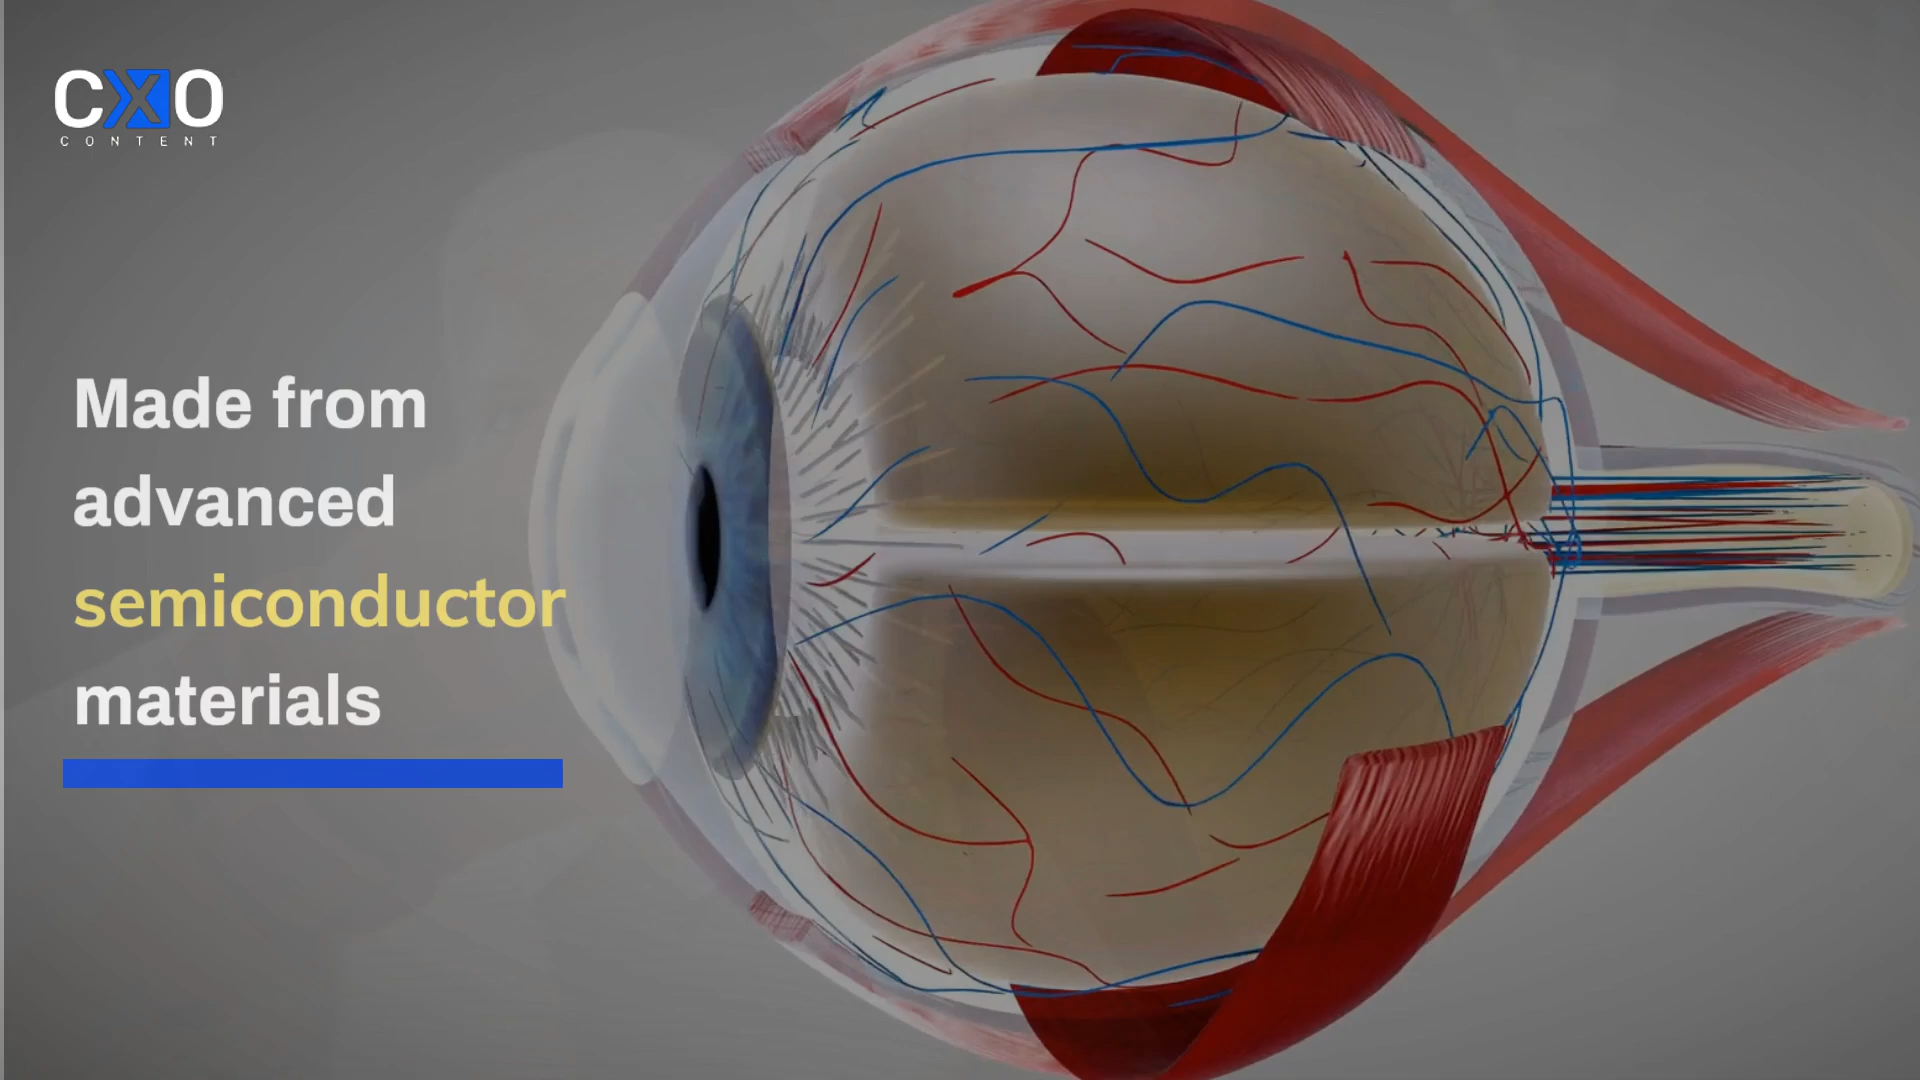 CXO
CONTENT
Made from
advanced
semiconductor
materials